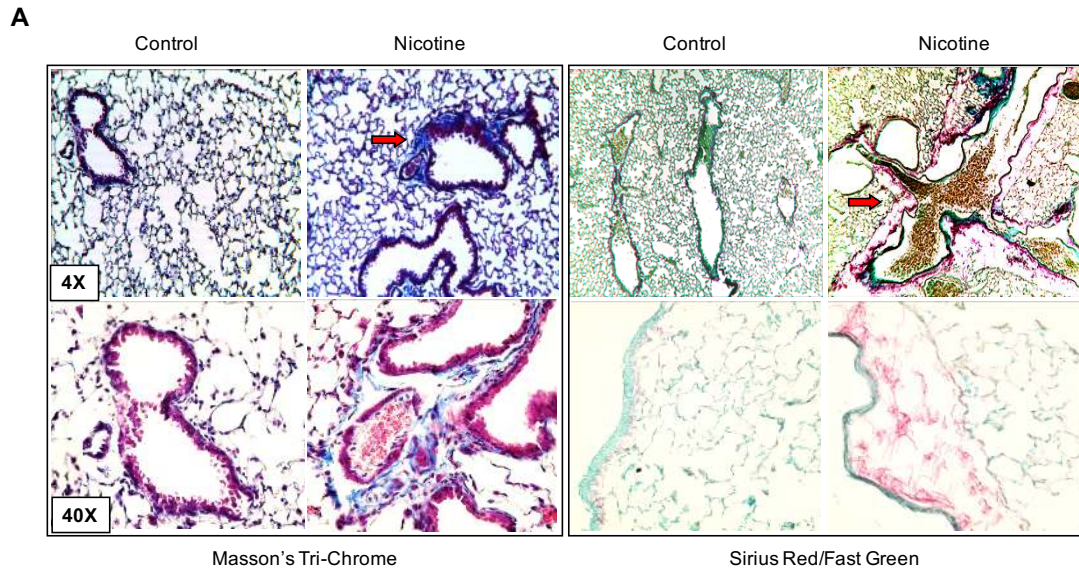 A
Control
Nicotine
Control
Nicotine
4X
40X
Masson's Tri-Chrome
Sirius Red/Fast Green